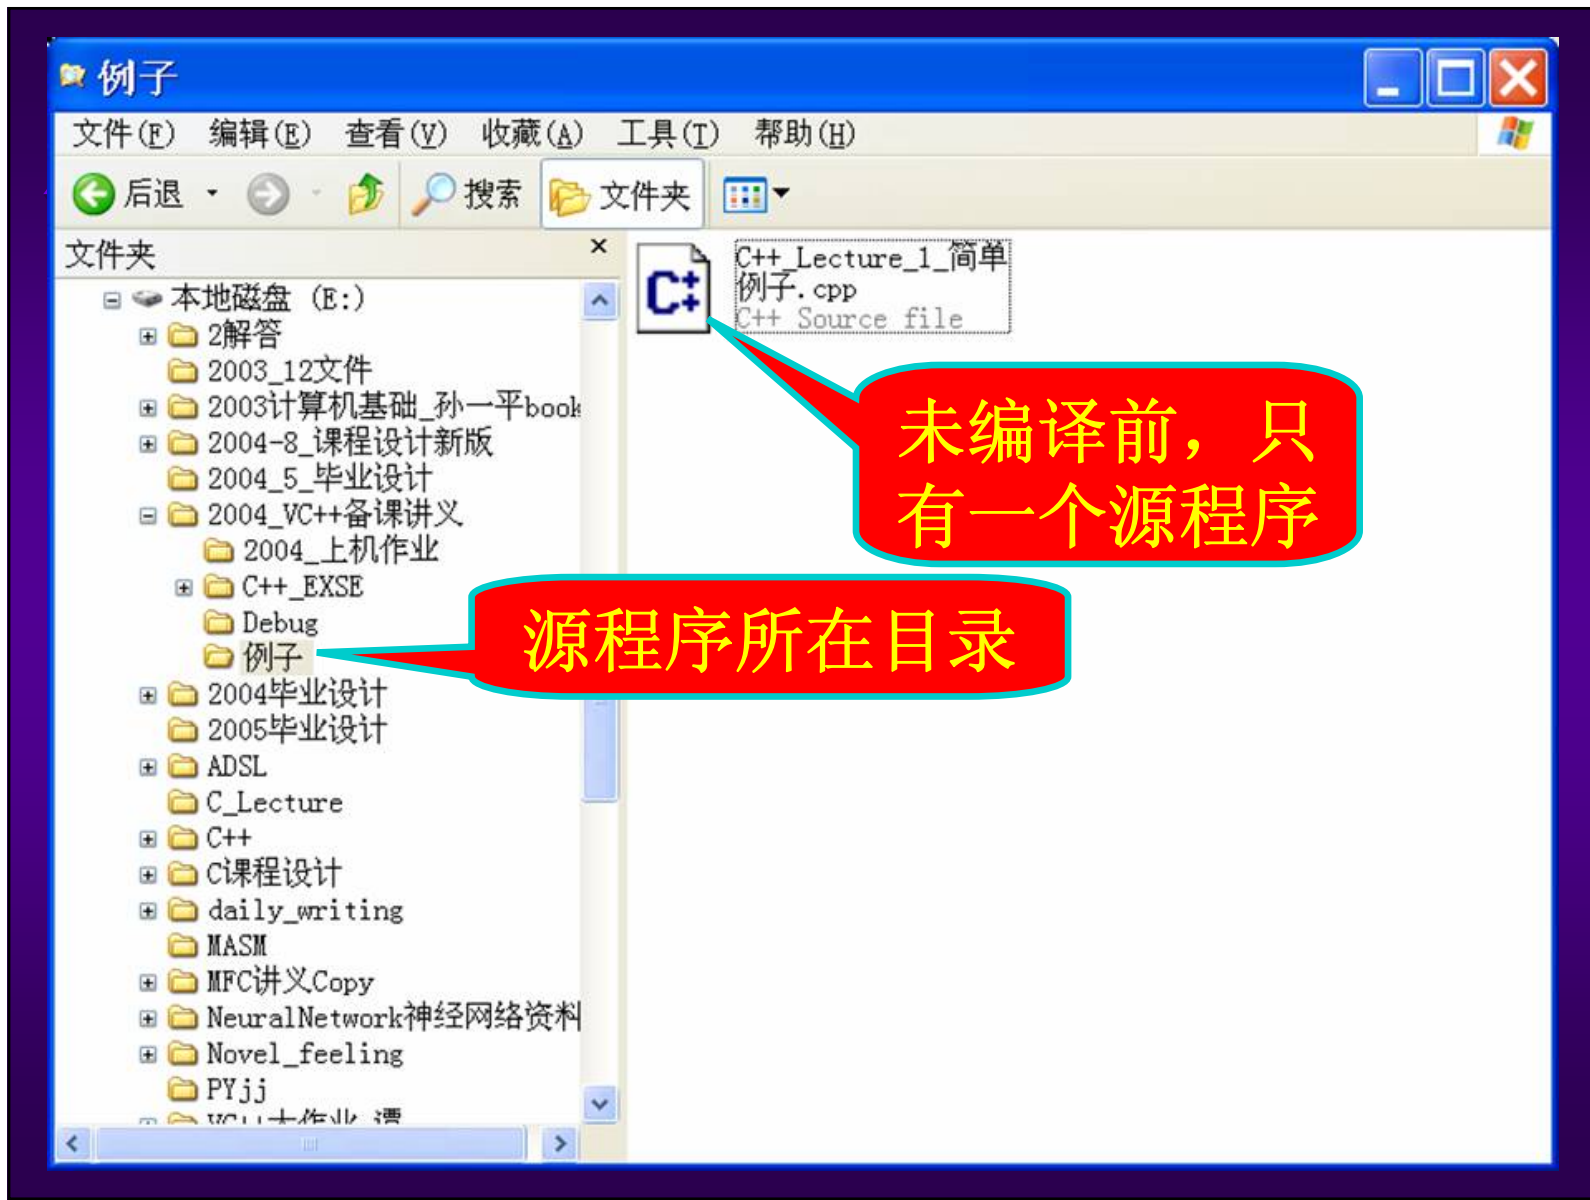 例子
文件(F) 编辑(E) 查看(V) 收藏(A) 工具(T) 帮助(H)
后退 搜索 文件夹
文件夹
本地磁盘 (E:)
2解答
2003_12文件
2003计算机基础_孙一平book
2004-8_课程设计新版
2004_5_毕业设计
2004_VC++备课讲义
2004_上机作业
C++_EXSE
Debug
例子
2004毕业设计
2005毕业设计
ADSL
C_Lecture
C++
C课程设计
daily_writing
MASM
MFC讲义Copy
NeuralNetwork神经网络资料
Novel_feeling
PYjj
VC++大作业_谭
C++_Lecture_1_简单
例子.cpp
C++ Source file
未编译前，只
有一个源程序
源程序所在目录